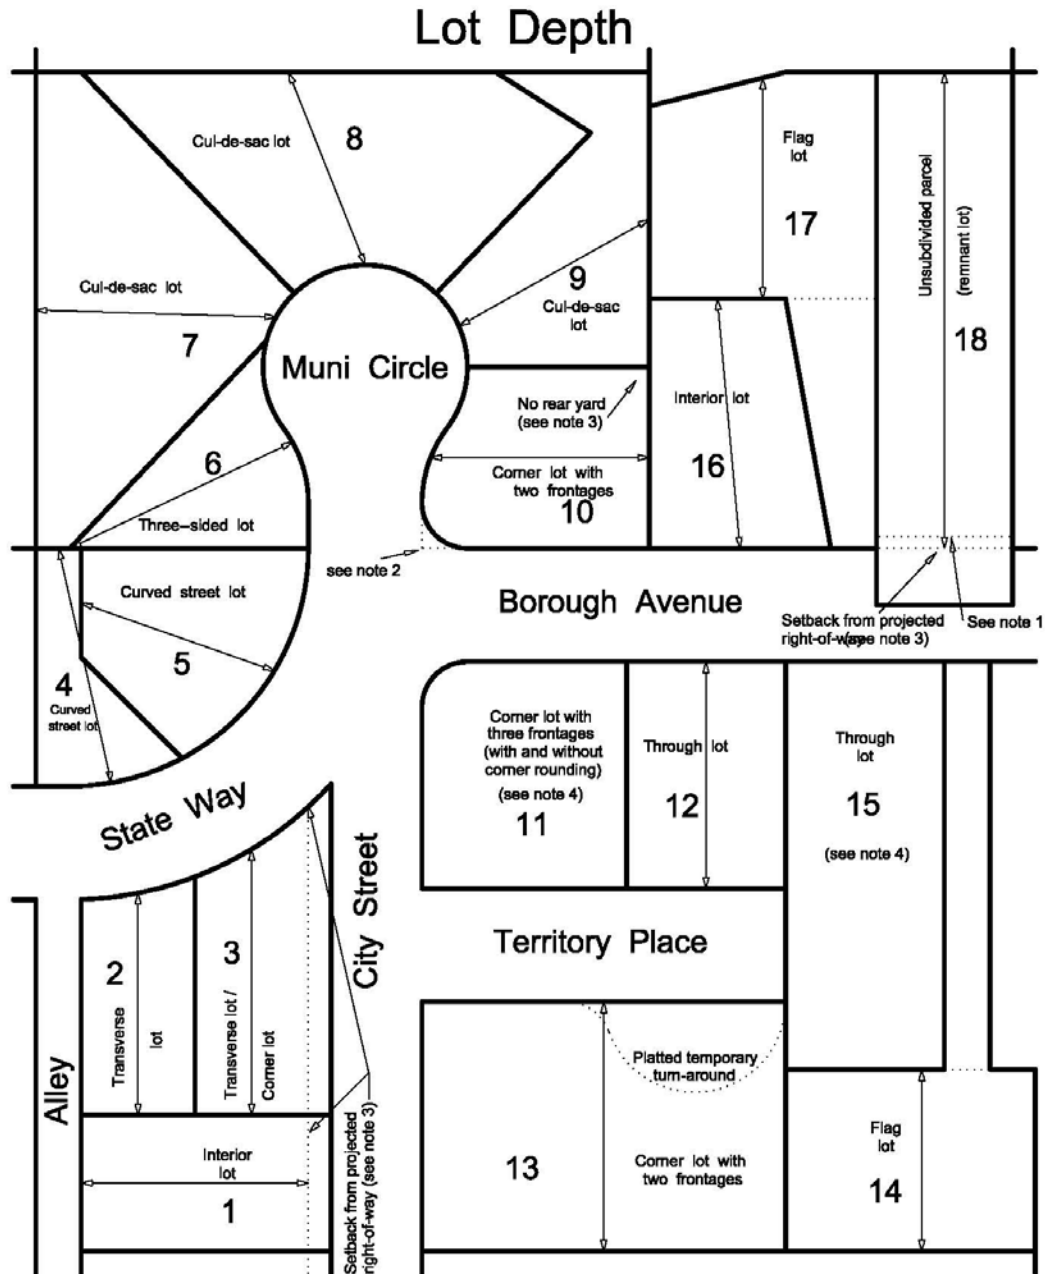 Lot Depth
Cul-de-sac lot
8
Flag
lot
17
Unsubdivided parcel
(remnant lot)
18
Cul-de-sac lot
7
9
Cul-de-sac
lot
Muni Circle
No rear yard
(see note 3)
Interior lot
16
6
Three-sided lot
Corner lot with
two frontages
10
see note 2
Curved street lot
5
Borough Avenue
Setback from projected
right-of-way(see note 3)
See note 1
4
Curved
street lot
Corner lot with
three frontages
(with and without
corner rounding)
(see note 4)
11
Through lot
12
Through
lot
15
(see note 4)
State Way
City Street
2
Transverse
lot
3
Transverse lot /
Corner lot
Territory Place
Alley
Platted temporary
turn-around
13
Corner lot with
two frontages
Flag
lot
14
Interior
lot
1
Setback from projected
right-of-way (see note 3)